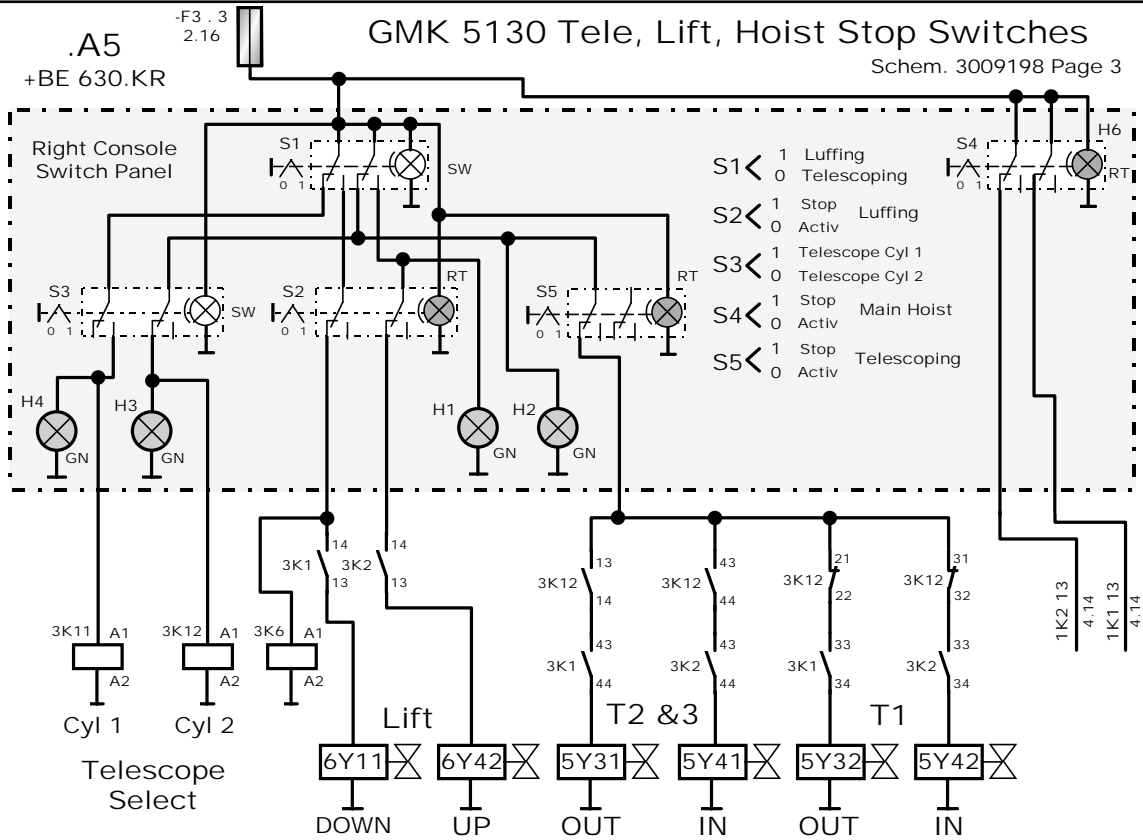 -F3 . 3
2.16
GMK 5130 Tele, Lift, Hoist Stop Switches
Schem. 3009198 Page 3
.A5
+BE 630.KR
Right Console
Switch Panel
S1
0 1
SW
S4
0 1
H6
RT
S1 < 1 Luffing
0 Telescoping
S2 < 1 Stop
0 Activ
Luffing
S3 < 1 Telescope Cyl 1
0 Telescope Cyl 2
S4 < 1 Stop
0 Activ
Main Hoist
S5 < 1 Stop
0 Activ
Telescoping
S3
0 1
SW
S2
0 1
RT
S5
0 1
RT
H4
GN
H3
GN
H1
GN
H2
GN
3K1
14
13
3K2
14
13
3K12
13
14
3K12
43
44
3K12
21
22
3K12
31
32
1K2 13
4.14
1K1 13
4.14
3K11
A1
A2
3K12
A1
A2
3K6
A1
A2
3K1
43
44
3K2
43
44
3K1
33
34
3K2
33
34
Cyl 1
Cyl 2
Lift
T2 &3
T1
Telescope
Select
6Y11
6Y42
5Y31
5Y41
5Y32
5Y42
DOWN
UP
OUT
IN
OUT
IN